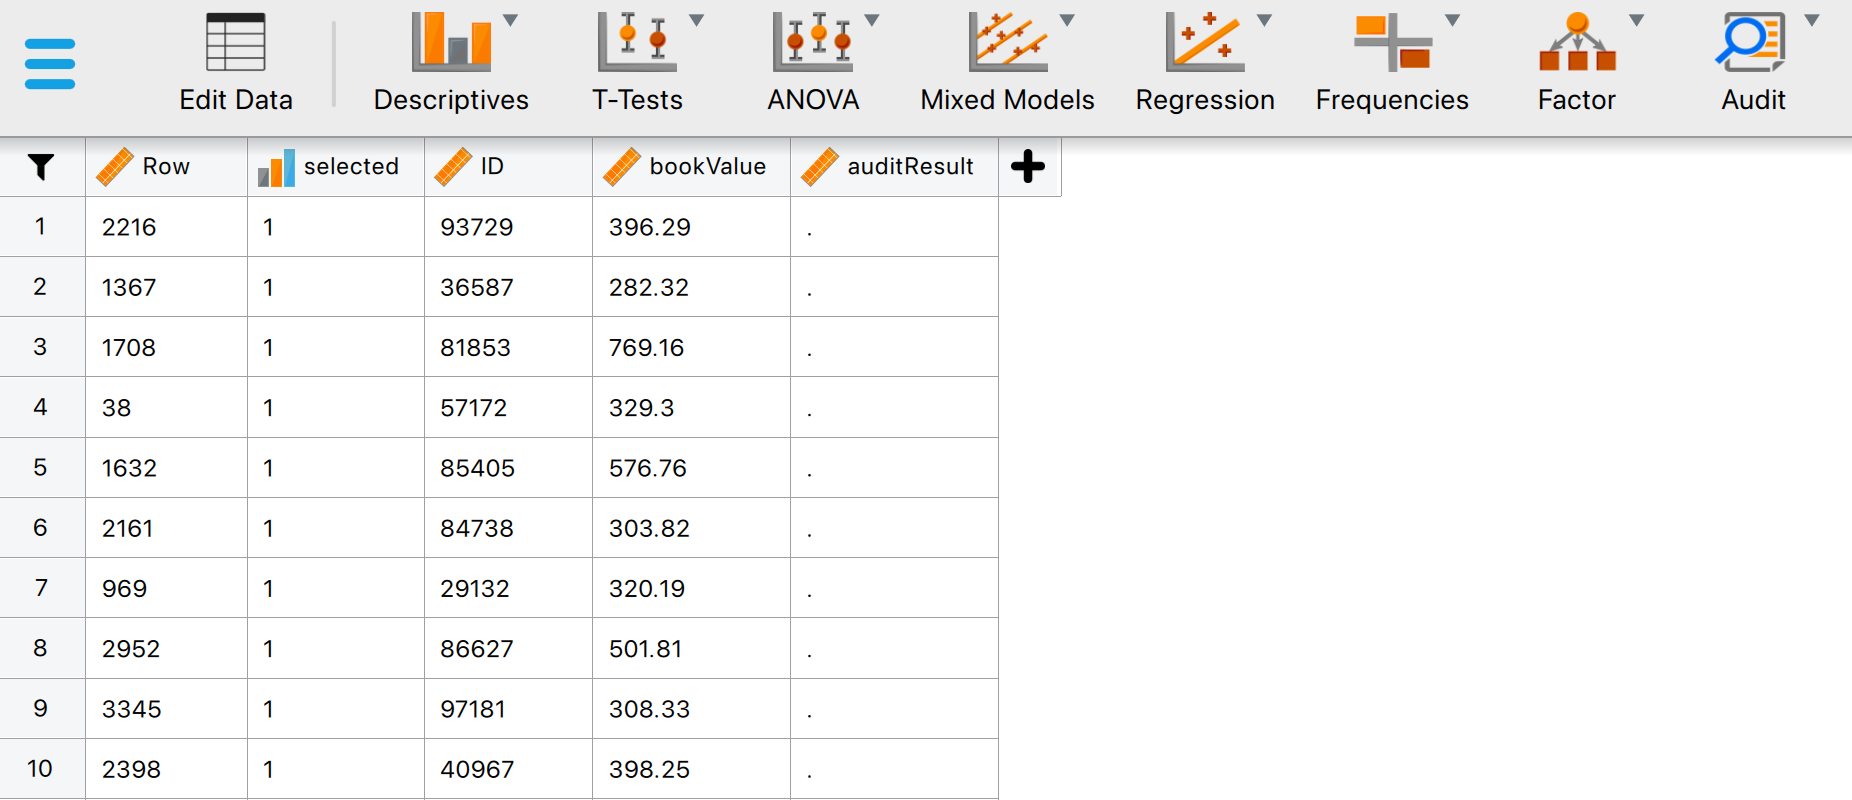 Edit Data Descriptives T-Tests ANOVA Mixed Models Regression Frequencies Factor Audit
Row selected ID bookValue auditResult
1 2216 1 93729 396.29 .
2 1367 1 36587 282.32 .
3 1708 1 81853 769.16 .
4 38 1 57172 329.3 .
5 1632 1 85405 576.76 .
6 2161 1 84738 303.82 .
7 969 1 29132 320.19 .
8 2952 1 86627 501.81 .
9 3345 1 97181 308.33 .
10 2398 1 40967 398.25 .